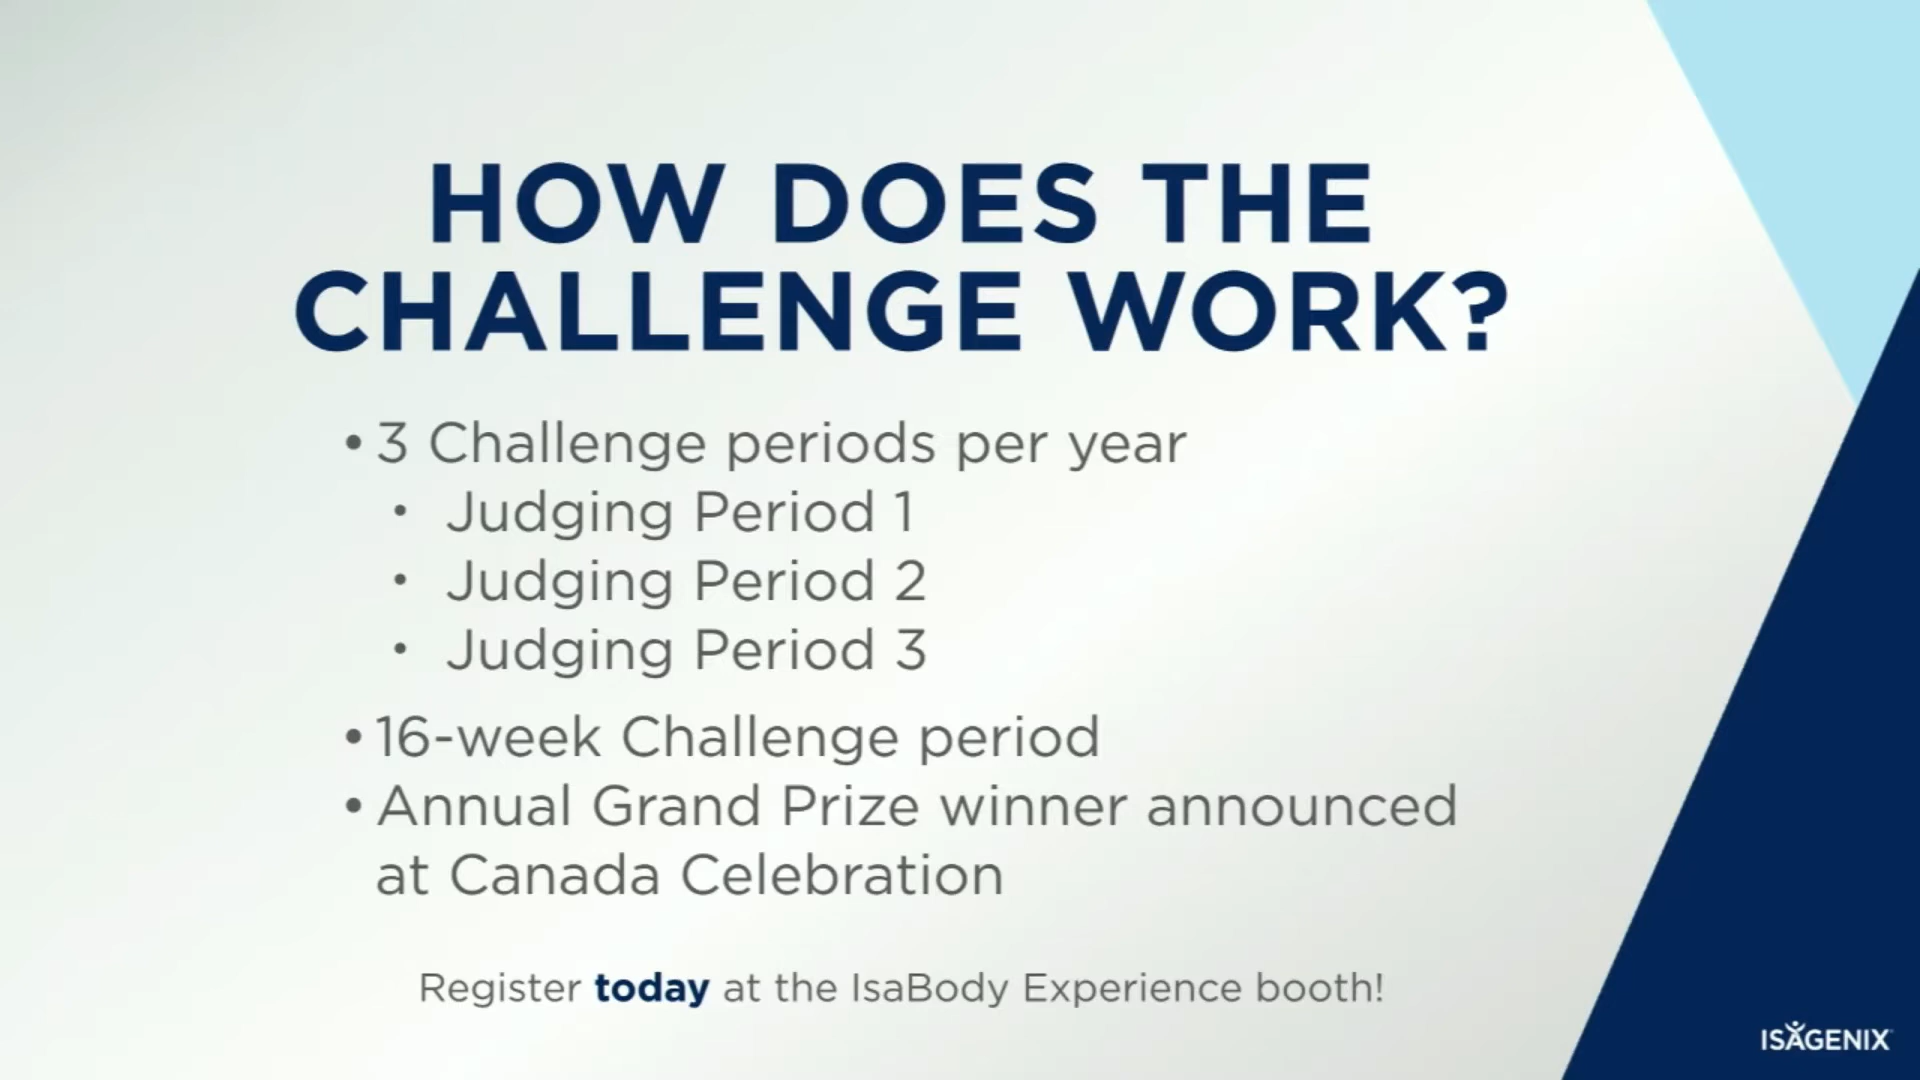 HOW DOES THE
CHALLENGE WORK?
• 3 Challenge periods per year
• Judging Period 1
• Judging Period 2
• Judging Period 3
• 16-week Challenge period
• Annual Grand Prize winner announced
at Canada Celebration
Register today at the IsaBody Experience booth!
ISAGENIX